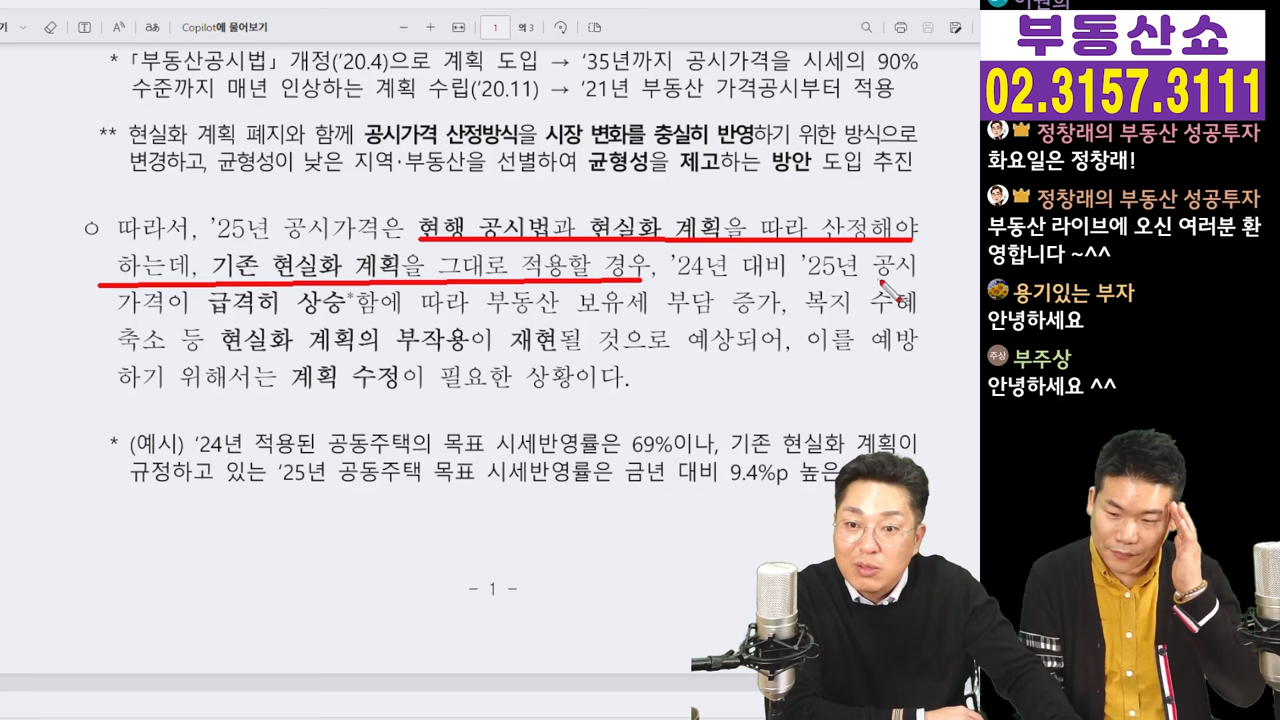 Copilot에 물어보기
1
의 3
* 「부동산공시법」 개정('20.4)으로 계획 도입 → '35년까지 공시가격을 시세의 90%
수준까지 매년 인상하는 계획 수립('20.11) → '21년 부동산 가격공시부터 적용
** 현실화 계획 폐지와 함께 공시가격 산정방식을 시장 변화를 충실히 반영하기 위한 방식으로
변경하고, 균형성이 낮은 지역·부동산을 선별하여 균형성을 제고하는 방안 도입 추진
ㅇ 따라서, '25년 공시가격은 현행 공시법과 현실화 계획을 따라 산정해야
하는데, 기존 현실화 계획을 그대로 적용할 경우, '24년 대비 '25년 공시
가격이 급격히 상승*함에 따라 부동산 보유세 부담 증가, 복지 수혜
축소 등 현실화 계획의 부작용이 재현될 것으로 예상되어, 이를 예방
하기 위해서는 계획 수정이 필요한 상황이다.
* (예시) '24년 적용된 공동주택의 목표 시세반영률은 69%이나, 기존 현실화 계획이
규정하고 있는 '25년 공동주택 목표 시세반영률은 금년 대비 9.4%p 높은
- 1 -
부동산쇼
02.3157.3111
정창래의 부동산 성공투자
화요일은 정창래!
정창래의 부동산 성공투자
부동산 라이브에 오신 여러분 환
영합니다 ~^^
용기있는 부자
안녕하세요
주상 부주상
안녕하세요 ^^